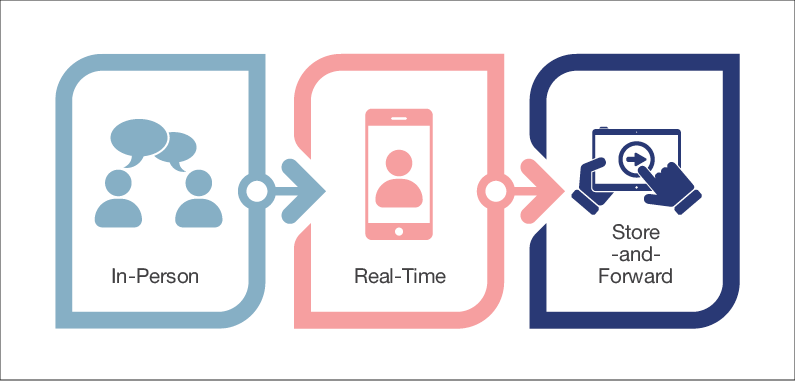 In-Person
Real-Time
Store
-and-
Forward